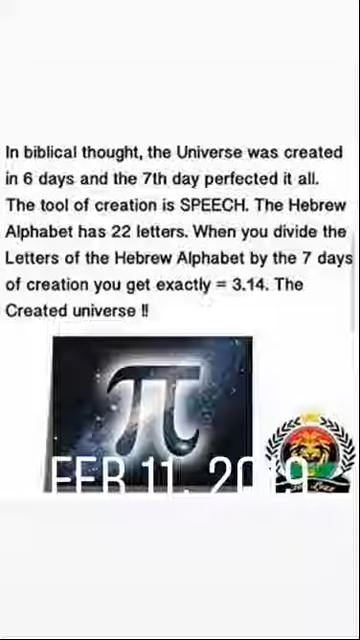 In biblical thought, the Universe was created
in 6 days and the 7th day perfected it all.
The tool of creation is SPEECH. The Hebrew
Alphabet has 22 letters. When you divide the
Letters of the Hebrew Alphabet by the 7 days
of creation you get exactly = 3.14. The
Created universe !!
π
FEB 11, 2019